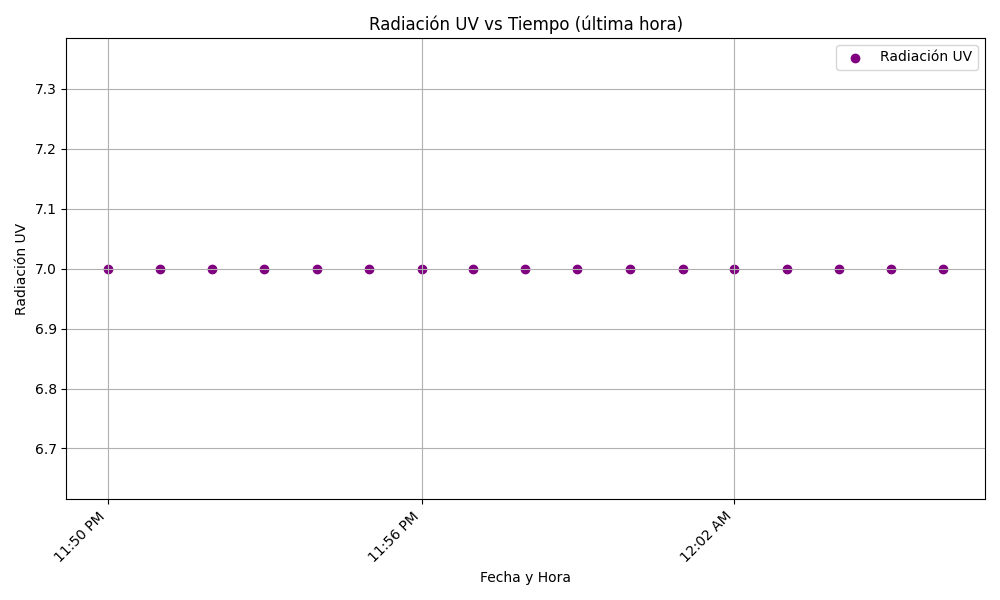 Radiación UV vs Tiempo (última hora)
Radiación UV
7.3
7.2
7.1
7.0
6.9
6.8
6.7
Radiación UV
11:50 PM
11:56 PM
12:02 AM
Fecha y Hora